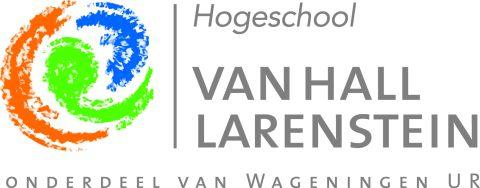 Hogeschool
VAN HALL
LARENSTEIN
ONDERDEEL VAN WAGENINGEN UR